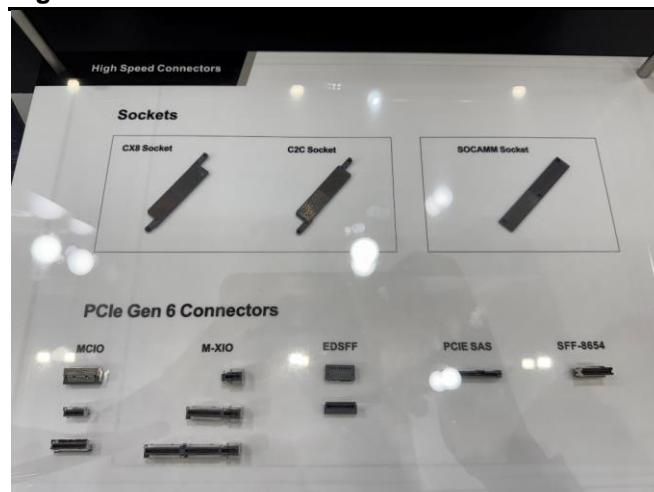 High Speed Connectors
Sockets
CX8 Socket
C2C Socket
SOCAMM Socket
PCIe Gen 6 Connectors
MCIO
M-XIO
EDSFF
PCIE SAS
SFF-8654